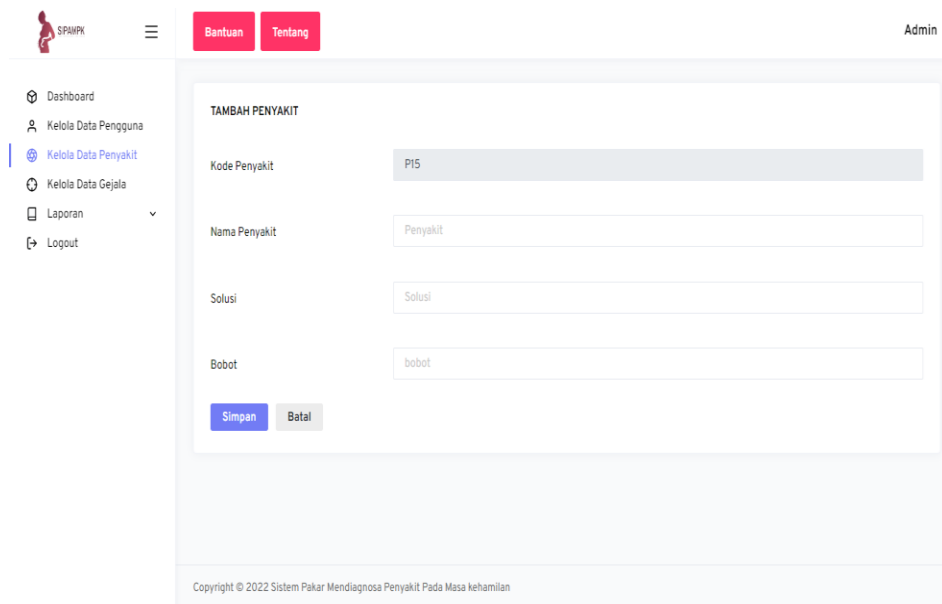 SIPAMPK
Bantuan
Tentang
Admin
Dashboard
Kelola Data Pengguna
Kelola Data Penyakit
Kelola Data Gejala
Laporan
Logout
TAMBAH PENYAKIT
Kode Penyakit
P15
Nama Penyakit
Penyakit
Solusi
Solusi
Bobot
bobot
Simpan
Batal
Copyright © 2022 Sistem Pakar Mendiagnosa Penyakit Pada Masa kehamilan